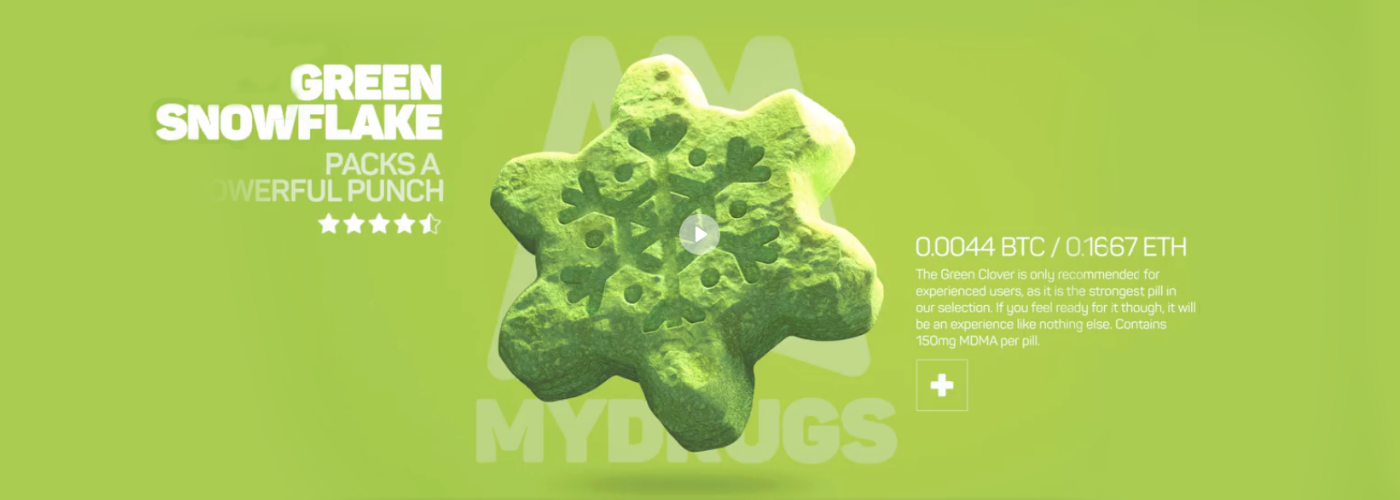 GREEN
SNOWFLAKE
PACKS A
OWERFUL PUNCH
0.0044 BTC / 0.1667 ETH
The Green Clover is only recommended for
experienced users, as it is the strongest pill in
our selection. If you feel ready for it though, it will
be an experience like nothing else. Contains
150mg MDMA per pill.
MYDRUGS